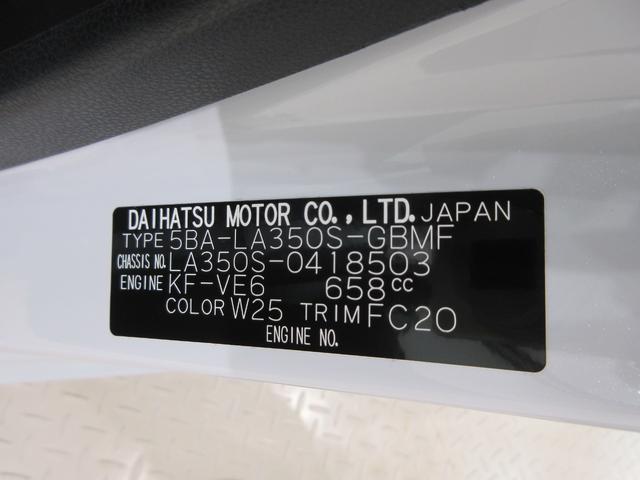 DAIHATSU MOTOR CO.,LTD. JAPAN
TYPE 5BA-LA350S-GBMF
CHASSIS NO. LA350S-0418503
ENGINE KF-VE6 658cc
COLOR W25 TRIM FC20
ENGINE NO.